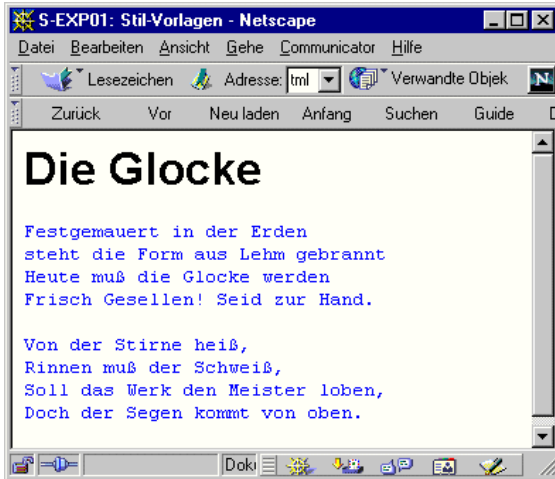 S-EXP01: Stil-Vorlagen - Netscape
Datei Bearbeiten Ansicht Gehe Communicator Hilfe
Lesezeichen Adresse: tml Verwandte Objek N
Zurück Vor Neu laden Anfang Suchen Guide
Die Glocke
Festgemauert in der Erden
steht die Form aus Lehm gebrannt
Heute muß die Glocke werden
Frisch Gesellen! Seid zur Hand.
Von der Stirne heiß,
Rinnen muß der Schweiß,
Soll das Werk den Meister loben,
Doch der Segen kommt von oben.
Doku